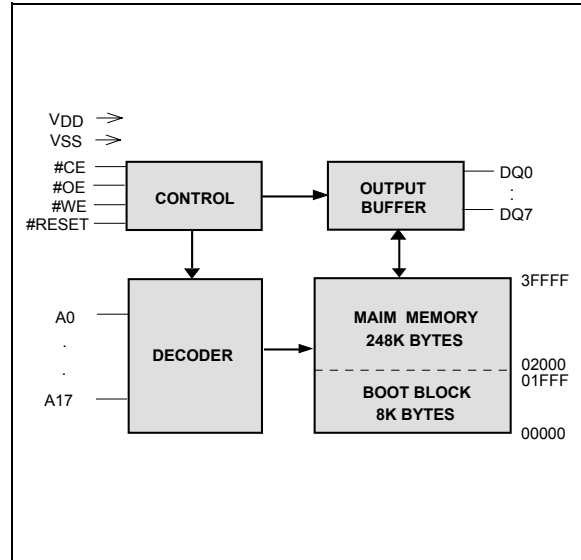 VDD
VSS
#CE
#OE
#WE
#RESET
CONTROL
OUTPUT
BUFFER
DQ0
:
DQ7
A0
.
.
A17
DECODER
MAIM MEMORY
248K BYTES
BOOT BLOCK
8K BYTES
3FFFF
02000
01FFF
00000